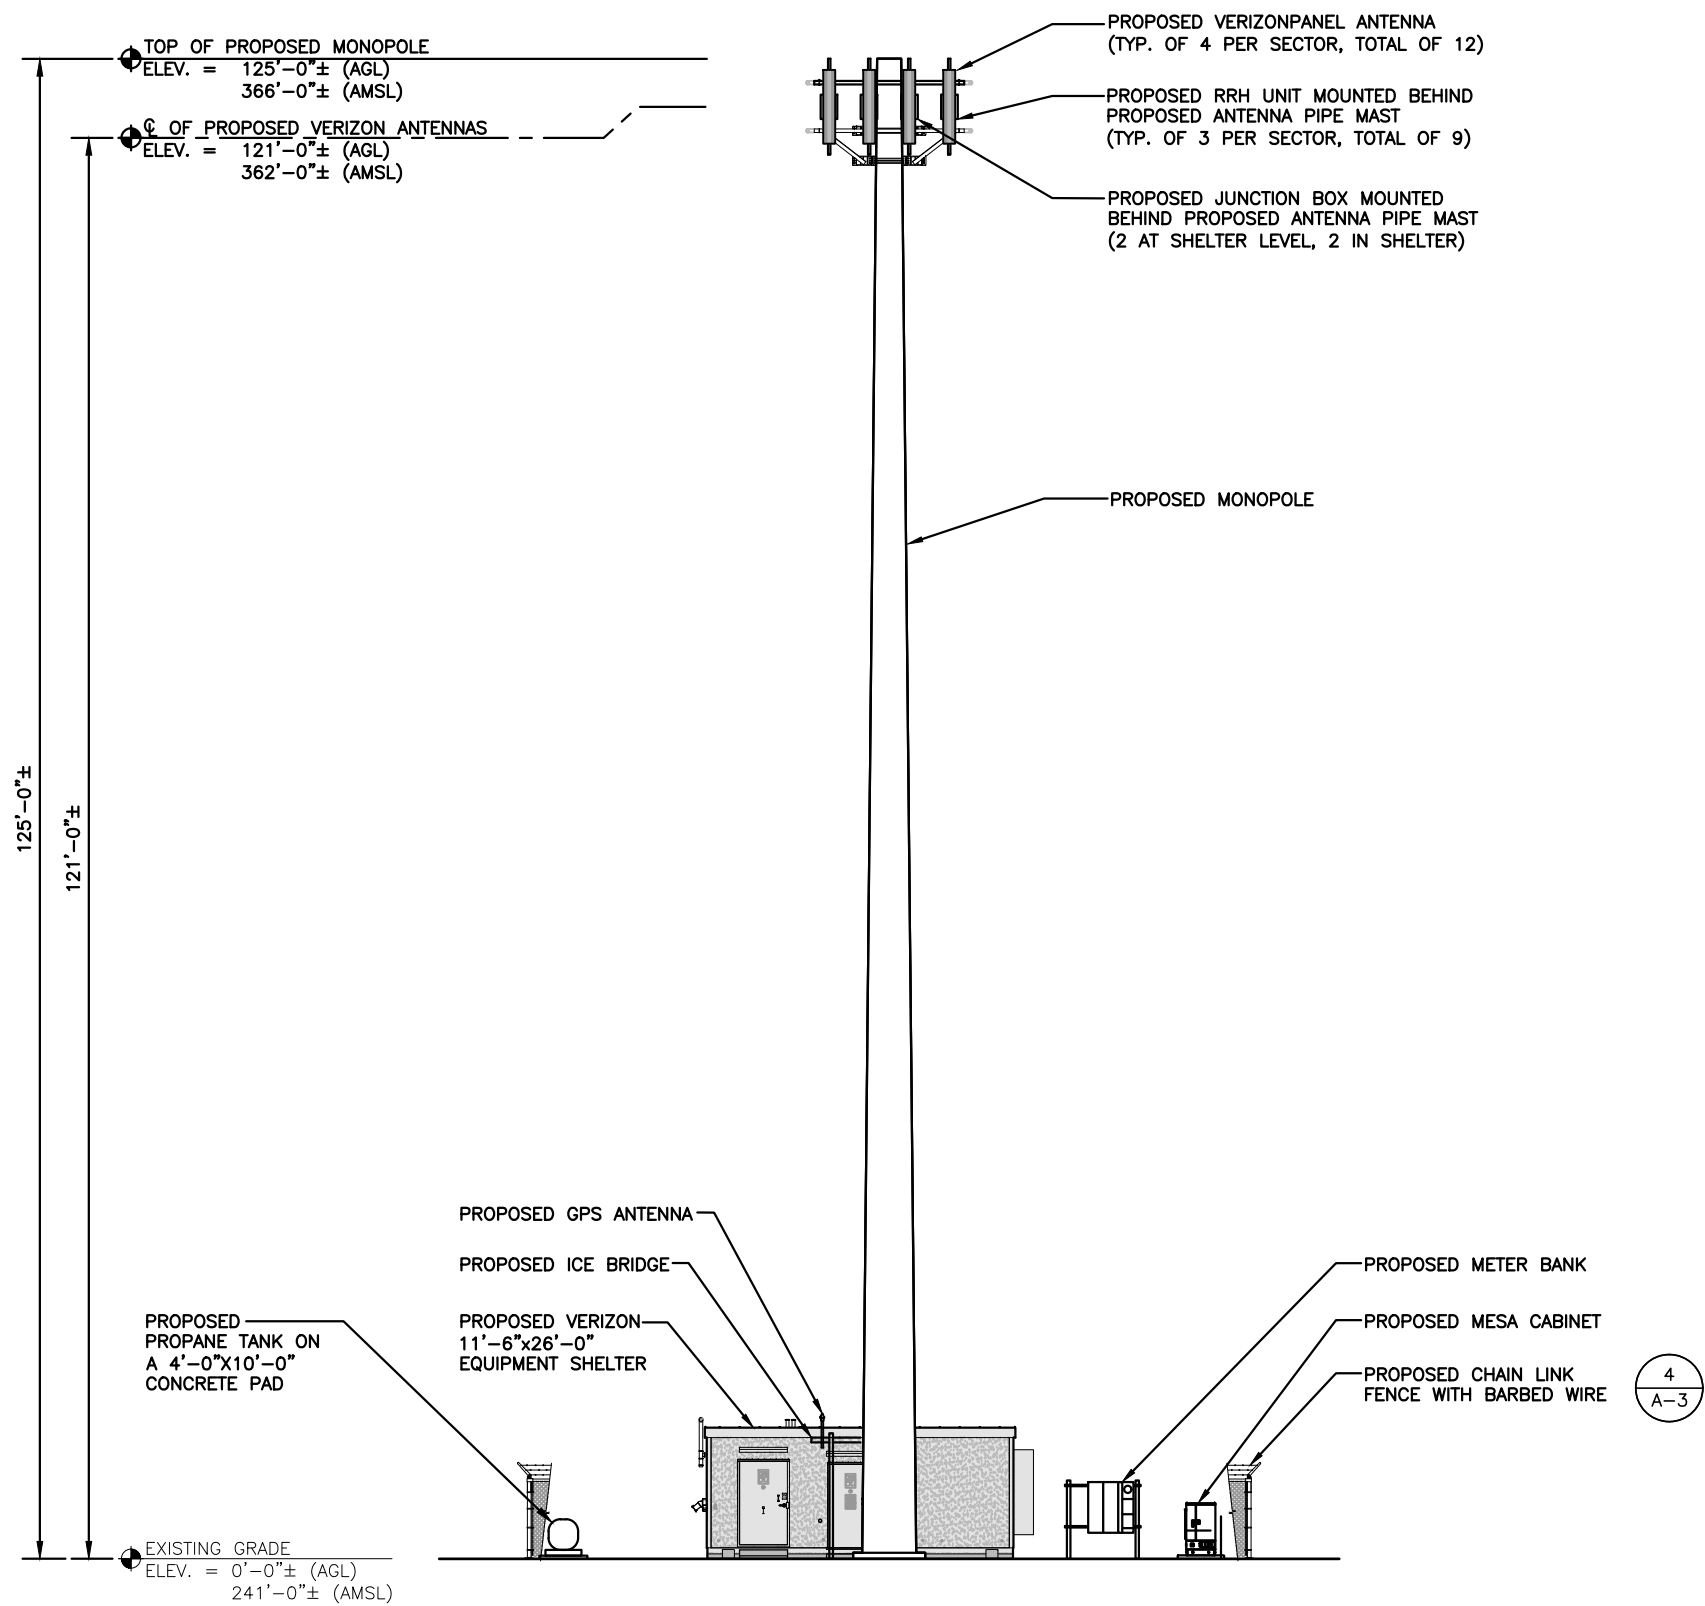 TOP OF PROPOSED MONOPOLE
ELEV. = 125'-0"± (AGL)
366'-0"± (AMSL)
℄ OF PROPOSED VERIZON ANTENNAS
ELEV. = 121'-0"± (AGL)
362'-0"± (AMSL)
PROPOSED VERIZONPANEL ANTENNA
(TYP. OF 4 PER SECTOR, TOTAL OF 12)
PROPOSED RRH UNIT MOUNTED BEHIND
PROPOSED ANTENNA PIPE MAST
(TYP. OF 3 PER SECTOR, TOTAL OF 9)
PROPOSED JUNCTION BOX MOUNTED
BEHIND PROPOSED ANTENNA PIPE MAST
(2 AT SHELTER LEVEL, 2 IN SHELTER)
PROPOSED MONOPOLE
125'-0"±
121'-0"±
PROPOSED GPS ANTENNA
PROPOSED ICE BRIDGE
PROPOSED VERIZON
11'-6"x26'-0"
EQUIPMENT SHELTER
PROPOSED
PROPANE TANK ON
A 4'-0"X10'-0"
CONCRETE PAD
PROPOSED METER BANK
PROPOSED MESA CABINET
PROPOSED CHAIN LINK
FENCE WITH BARBED WIRE
4
A-3
EXISTING GRADE
ELEV. = 0'-0"± (AGL)
241'-0"± (AMSL)